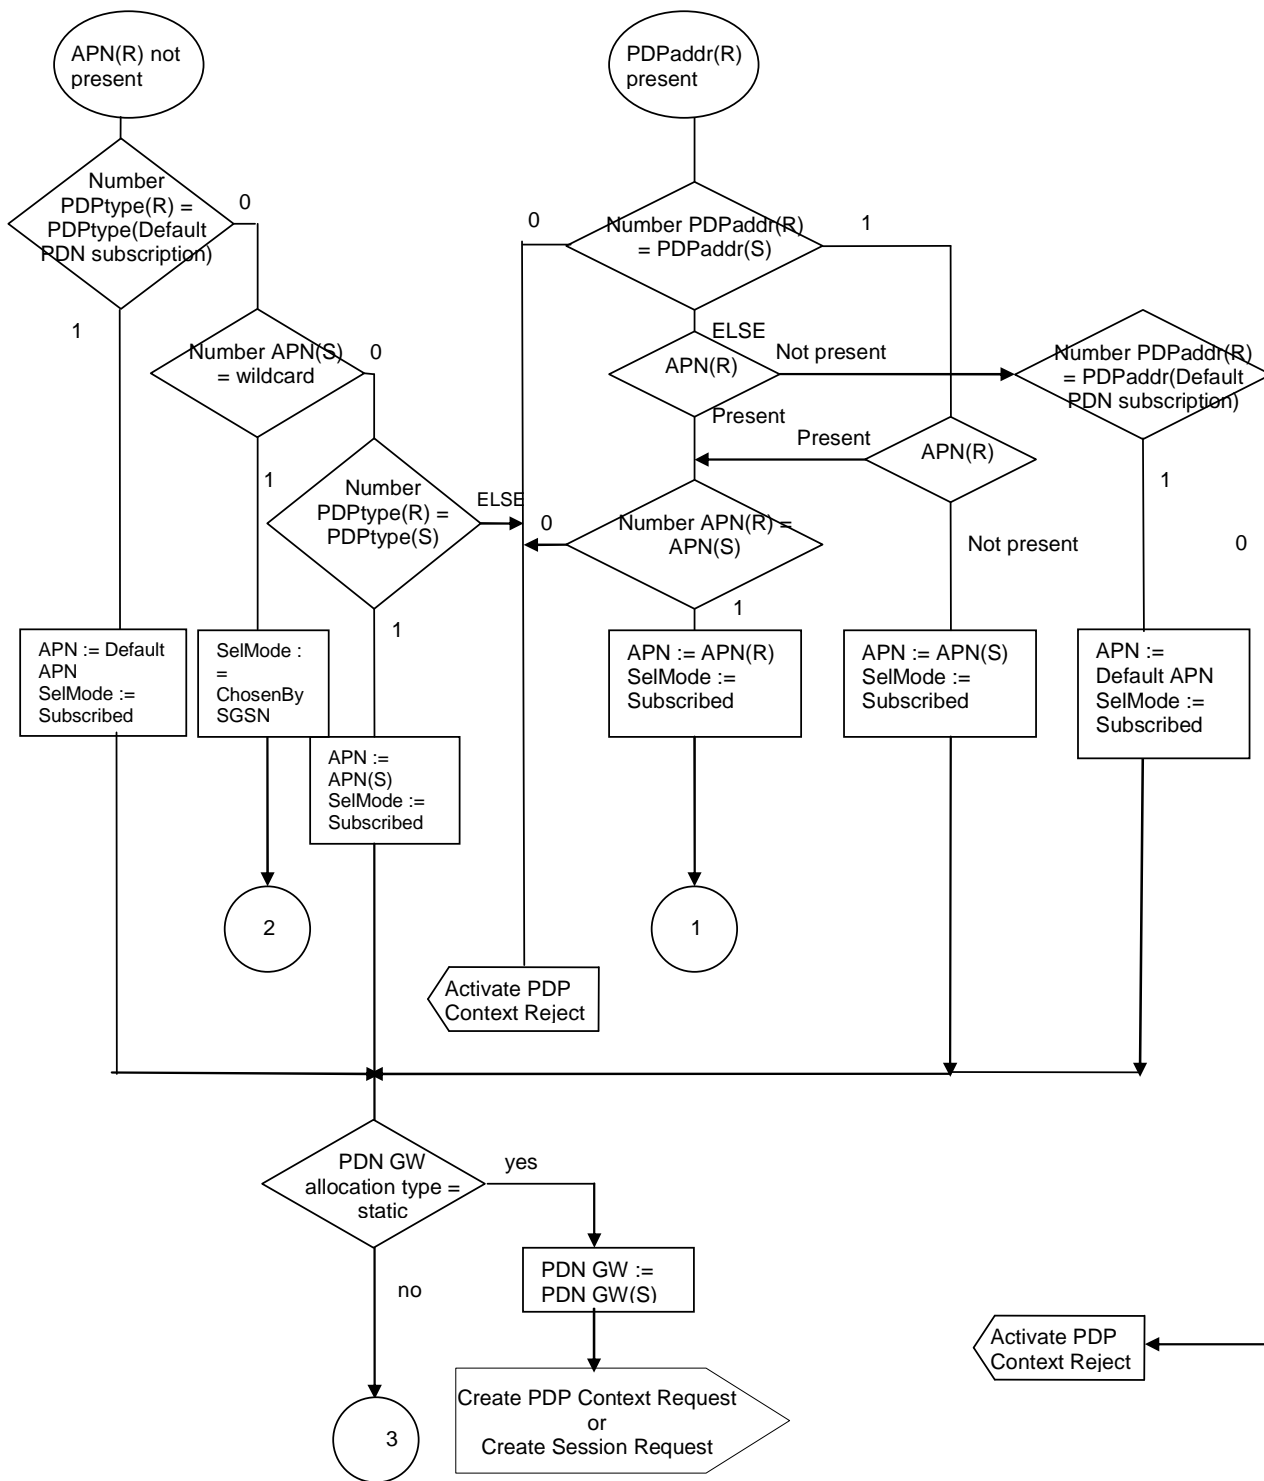 APN(R) not
present
PDPaddr(R)
present
Number
PDPtype(R) =
PDPtype(Default
PDN subscription)
0
1
Number PDPaddr(R)
= PDPaddr(S)
0
1
ELSE
Number APN(S)
= wildcard
0
1
APN(R)
Not present
Present
Number PDPaddr(R)
= PDPaddr(Default
PDN subscription)
1
0
Present
APN(R)
Not present
Number
PDPtype(R) =
PDPtype(S)
ELSE
1
Number APN(R) =
APN(S)
0
1
APN := Default
APN
SelMode :=
Subscribed
SelMode :
=
ChosenBy
SGSN
APN :=
APN(S)
SelMode :=
Subscribed
APN := APN(R)
SelMode :=
Subscribed
APN := APN(S)
SelMode :=
Subscribed
APN :=
Default APN
SelMode :=
Subscribed
2
1
Activate PDP
Context Reject
PDN GW
allocation type =
static
yes
no
PDN GW :=
PDN GW(S)
Activate PDP
Context Reject
Create PDP Context Request
or
Create Session Request
3